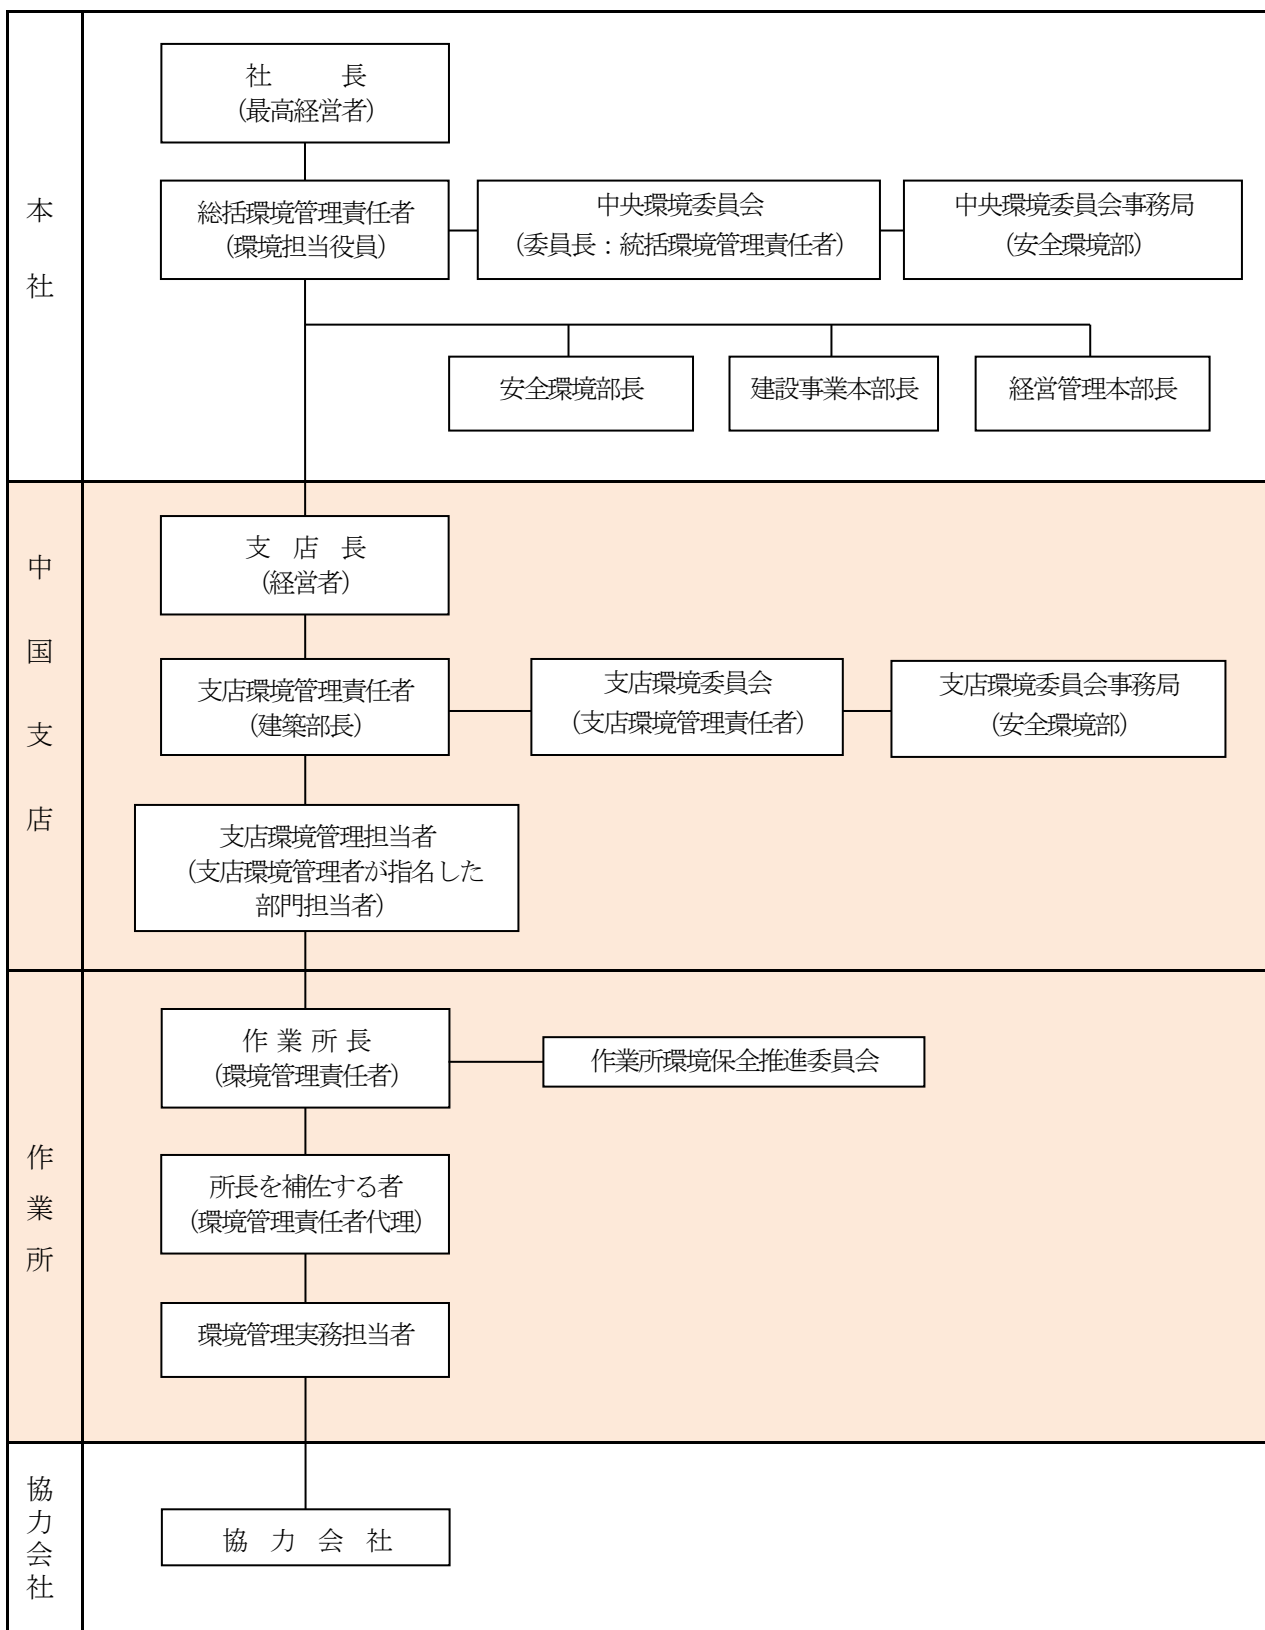 本社
社長
（最高経営者）
総括環境管理責任者
（環境担当役員）
中央環境委員会
（委員長：統括環境管理責任者）
中央環境委員会事務局
（安全環境部）
安全環境部長
建設事業本部長
経営管理本部長
中国支店
支店長
（経営者）
支店環境管理責任者
（建築部長）
支店環境委員会
（支店環境管理責任者）
支店環境委員会事務局
（安全環境部）
支店環境管理担当者
（支店環境管理者が指名した
部門担当者）
作業所
作業所長
（環境管理責任者）
作業所環境保全推進委員会
所長を補佐する者
（環境管理責任者代理）
環境管理実務担当者
協力会社
協力会社